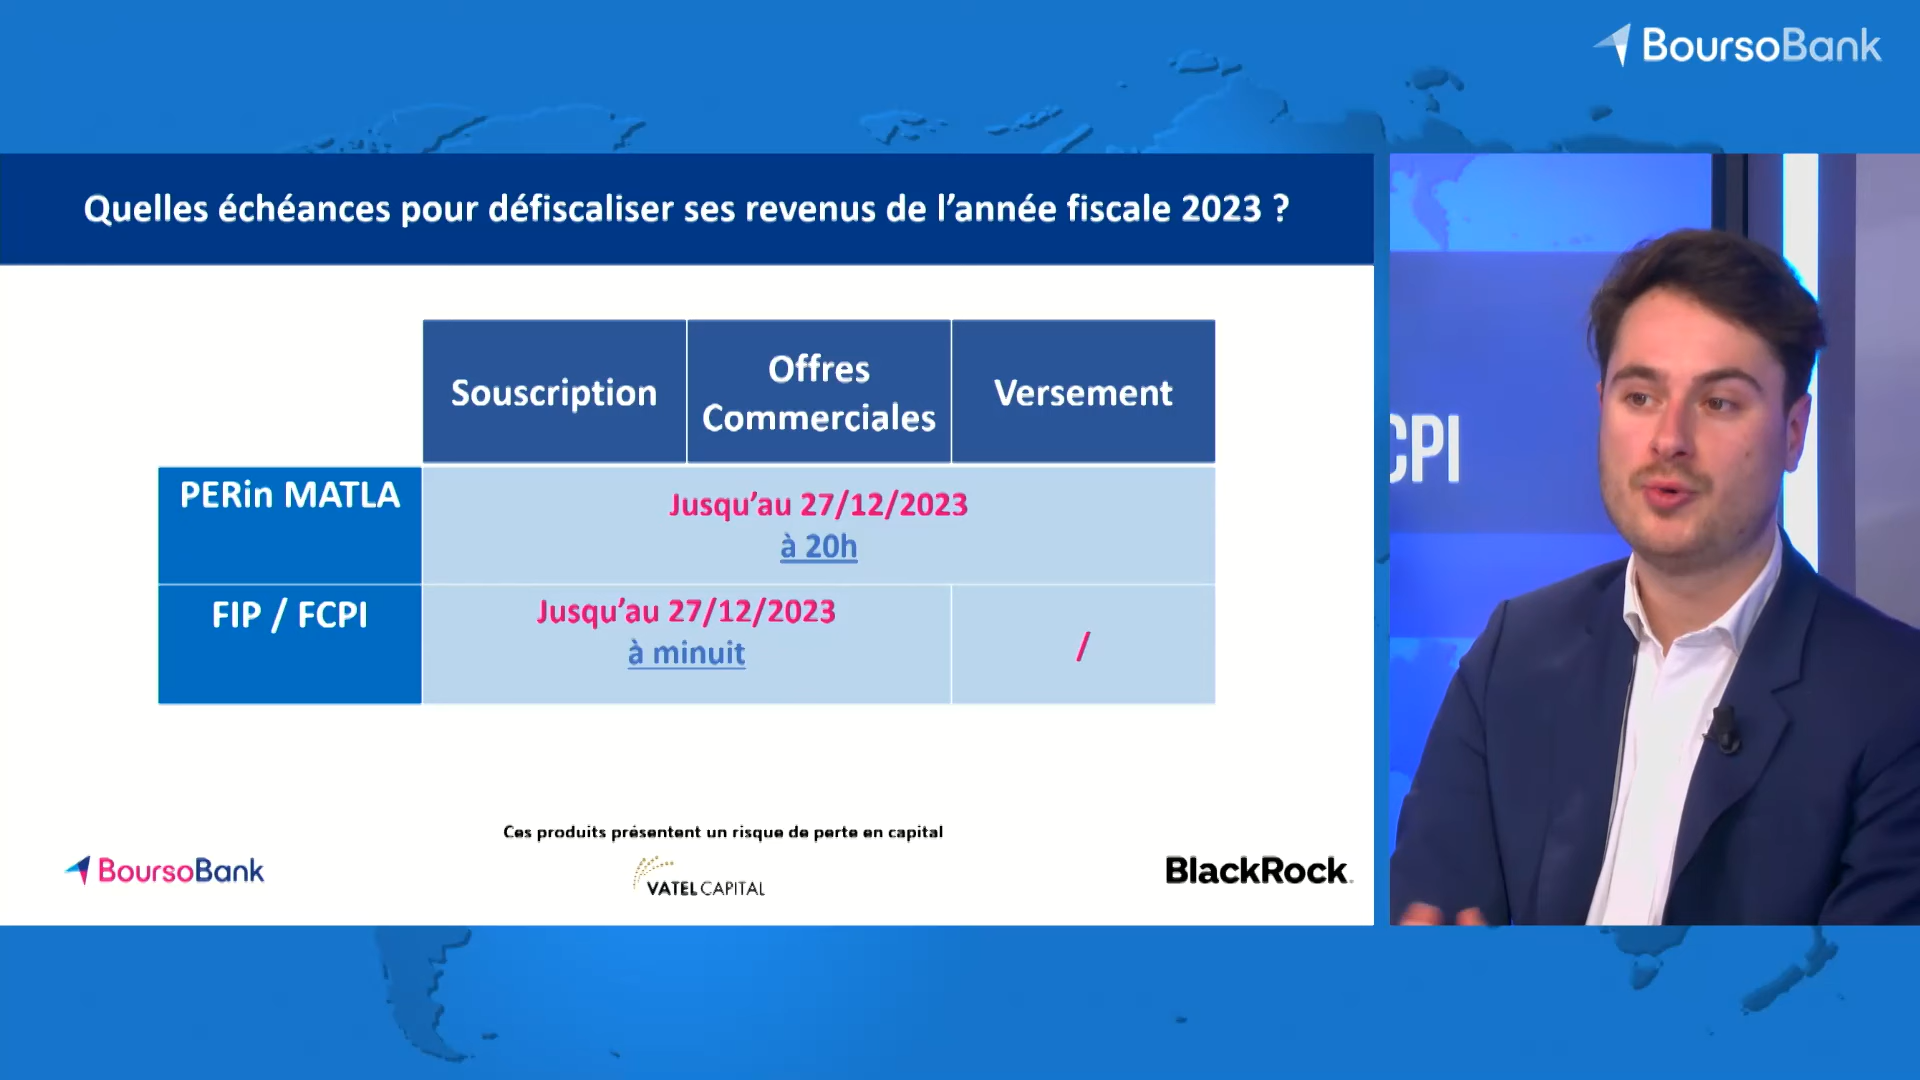 BoursoBank
Quelles échéances pour défiscaliser ses revenus de l’année fiscale 2023 ?
Souscription
Offres
Commerciales
Versement
PERin MATLA
Jusqu’au 27/12/2023
à 20h
FIP / FCPI
Jusqu’au 27/12/2023
à minuit
/
CPI
Ces produits présentent un risque de perte en capital
BoursoBank
VATEL CAPITAL
BlackRock